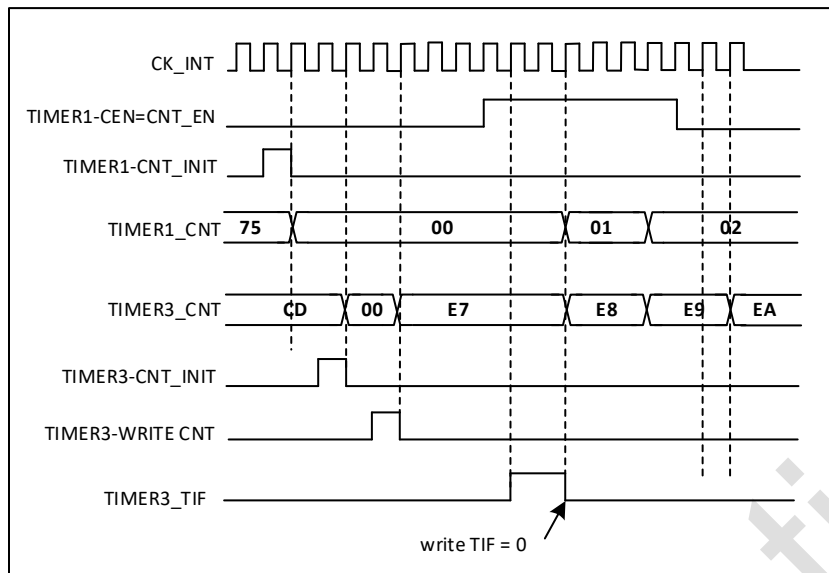 CK_INT
TIMER1-CEN=CNT_EN
TIMER1-CNT_INIT
TIMER1_CNT 75 00 01 02
TIMER3_CNT CD 00 E7 E8 E9 EA
TIMER3-CNT_INIT
TIMER3-WRITE CNT
TIMER3_TIF
write TIF = 0